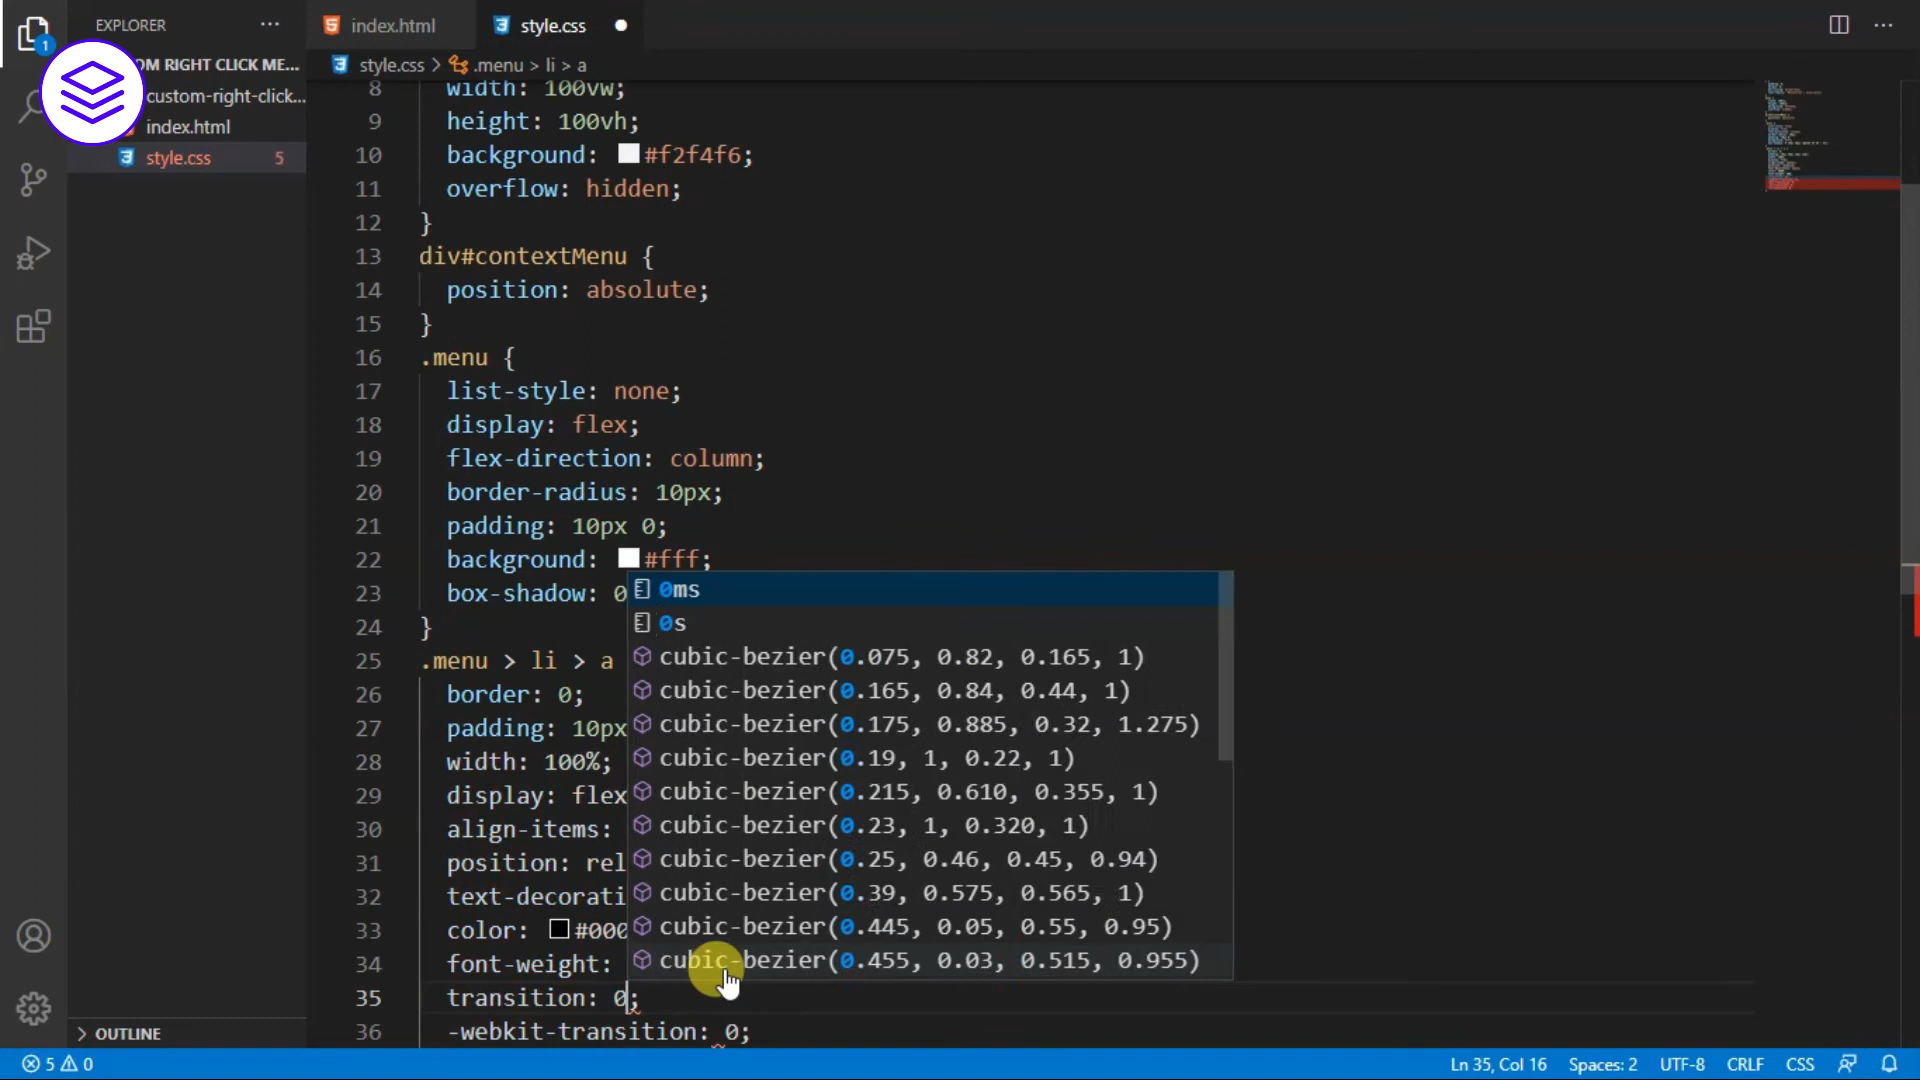 EXPLORER
index.html
style.css
OM RIGHT CLICK ME...
custom-right-click...
index.html
style.css 5
style.css > .menu > li > a
8 width: 100vw;
9 height: 100vh;
10 background: #f2f4f6;
11 overflow: hidden;
12 }
13 div#contextMenu {
14 position: absolute;
15 }
16 .menu {
17 list-style: none;
18 display: flex;
19 flex-direction: column;
20 border-radius: 10px;
21 padding: 10px 0;
22 background: #fff;
23 box-shadow: 0
24 }
25 .menu > li > a
26 border: 0;
27 padding: 10px
28 width: 100%;
29 display: flex
30 align-items:
31 position: rel
32 text-decorati
33 color: #000
34 font-weight:
35 transition: 0;
36 -webkit-transition: 0;
0ms
0s
cubic-bezier(0.075, 0.82, 0.165, 1)
cubic-bezier(0.165, 0.84, 0.44, 1)
cubic-bezier(0.175, 0.885, 0.32, 1.275)
cubic-bezier(0.19, 1, 0.22, 1)
cubic-bezier(0.215, 0.610, 0.355, 1)
cubic-bezier(0.23, 1, 0.320, 1)
cubic-bezier(0.25, 0.46, 0.45, 0.94)
cubic-bezier(0.39, 0.575, 0.565, 1)
cubic-bezier(0.445, 0.05, 0.55, 0.95)
cubic-bezier(0.455, 0.03, 0.515, 0.955)
OUTLINE
1
5 0
Ln 35, Col 16 Spaces: 2 UTF-8 CRLF CSS